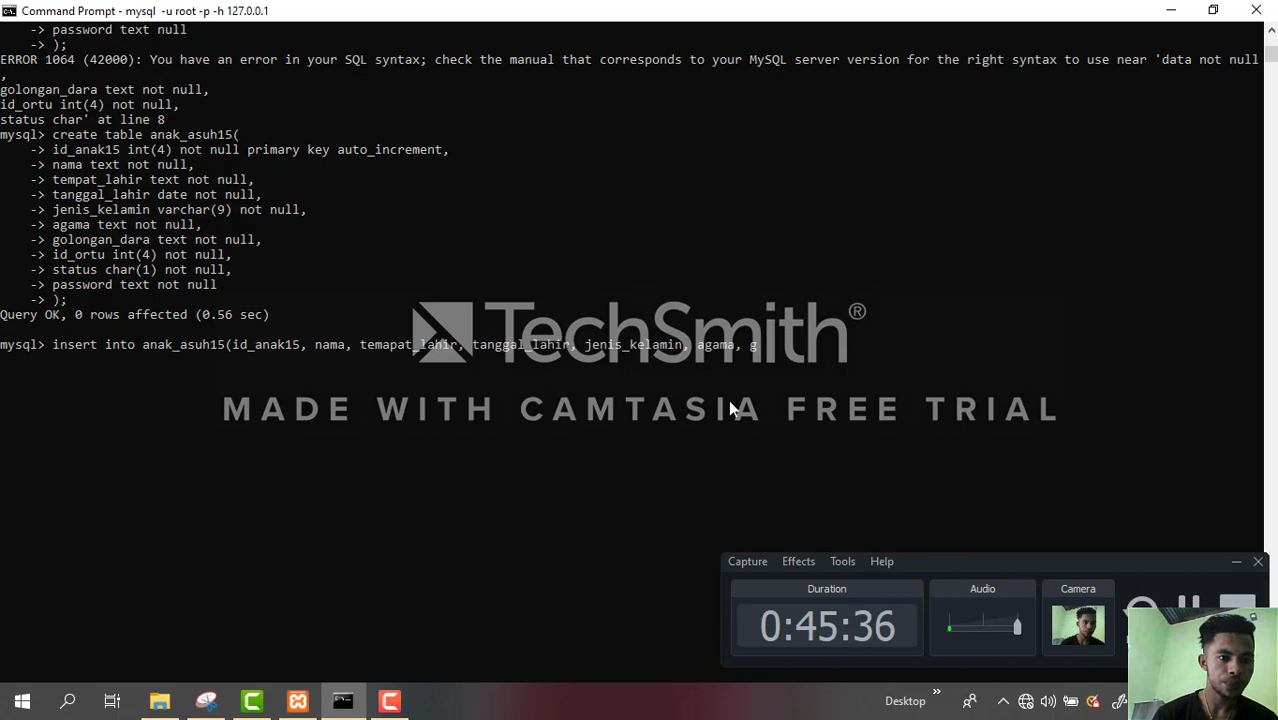 Command Prompt - mysql  -u root -p -h 127.0.0.1
-> password text null
-> );
ERROR 1064 (42000): You have an error in your SQL syntax; check the manual that corresponds to your MySQL server version for the right syntax to use near 'data not null
,
golongan_dara text not null,
id_ortu int(4) not null,
status char' at line 8
mysql> create table anak_asuh15(
-> id_anak15 int(4) not null primary key auto_increment,
-> nama text not null,
-> tempat_lahir text not null,
-> tanggal_lahir date not null,
-> jenis_kelamin varchar(9) not null,
-> agama text not null,
-> golongan_dara text not null,
-> id_ortu int(4) not null,
-> status char(1) not null,
-> password text not null
-> );
Query OK, 0 rows affected (0.56 sec)
mysql> insert into anak_asuh15(id_anak15, nama, temapat_lahir, tanggal_lahir, jenis_kelamin, agama, g
TechSmith®
MADE WITH CAMTASIA FREE TRIAL
Capture Effects Tools Help
Duration Audio Camera
0:45:36
Desktop